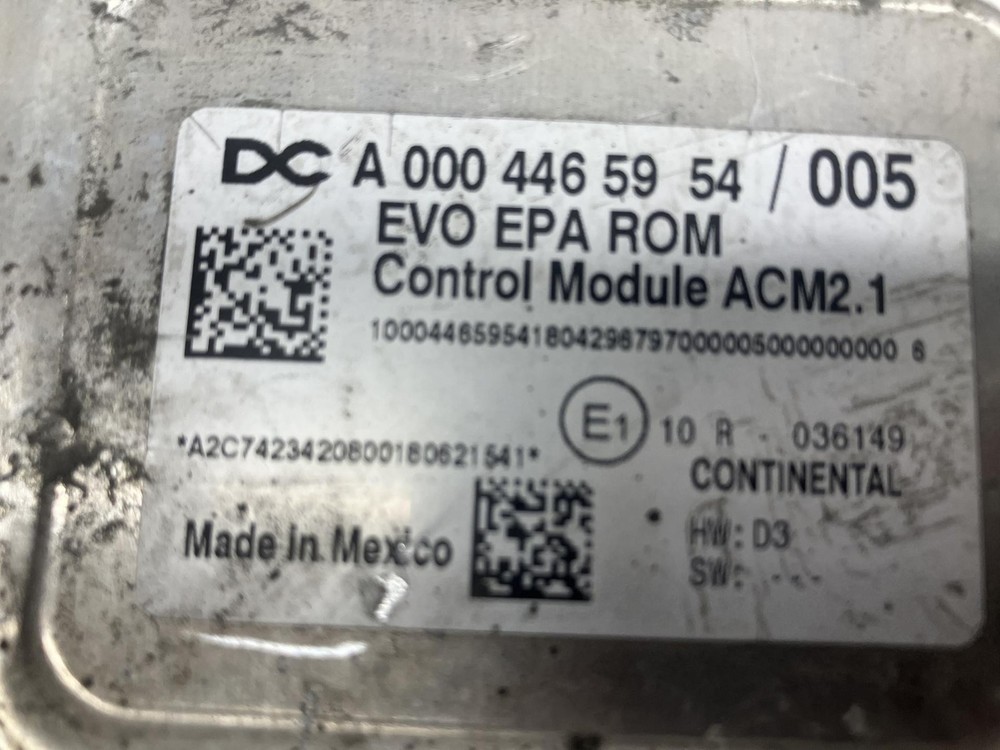 DC A 000 446 59 54 / 005
EVO EPA ROM
Control Module ACM2.1
100044659541804296797000005000000000 6
E1 10 R - 036149
*A2C7423420800180621541*
CONTINENTAL
Made in Mexico
HW: D3
SW: ---